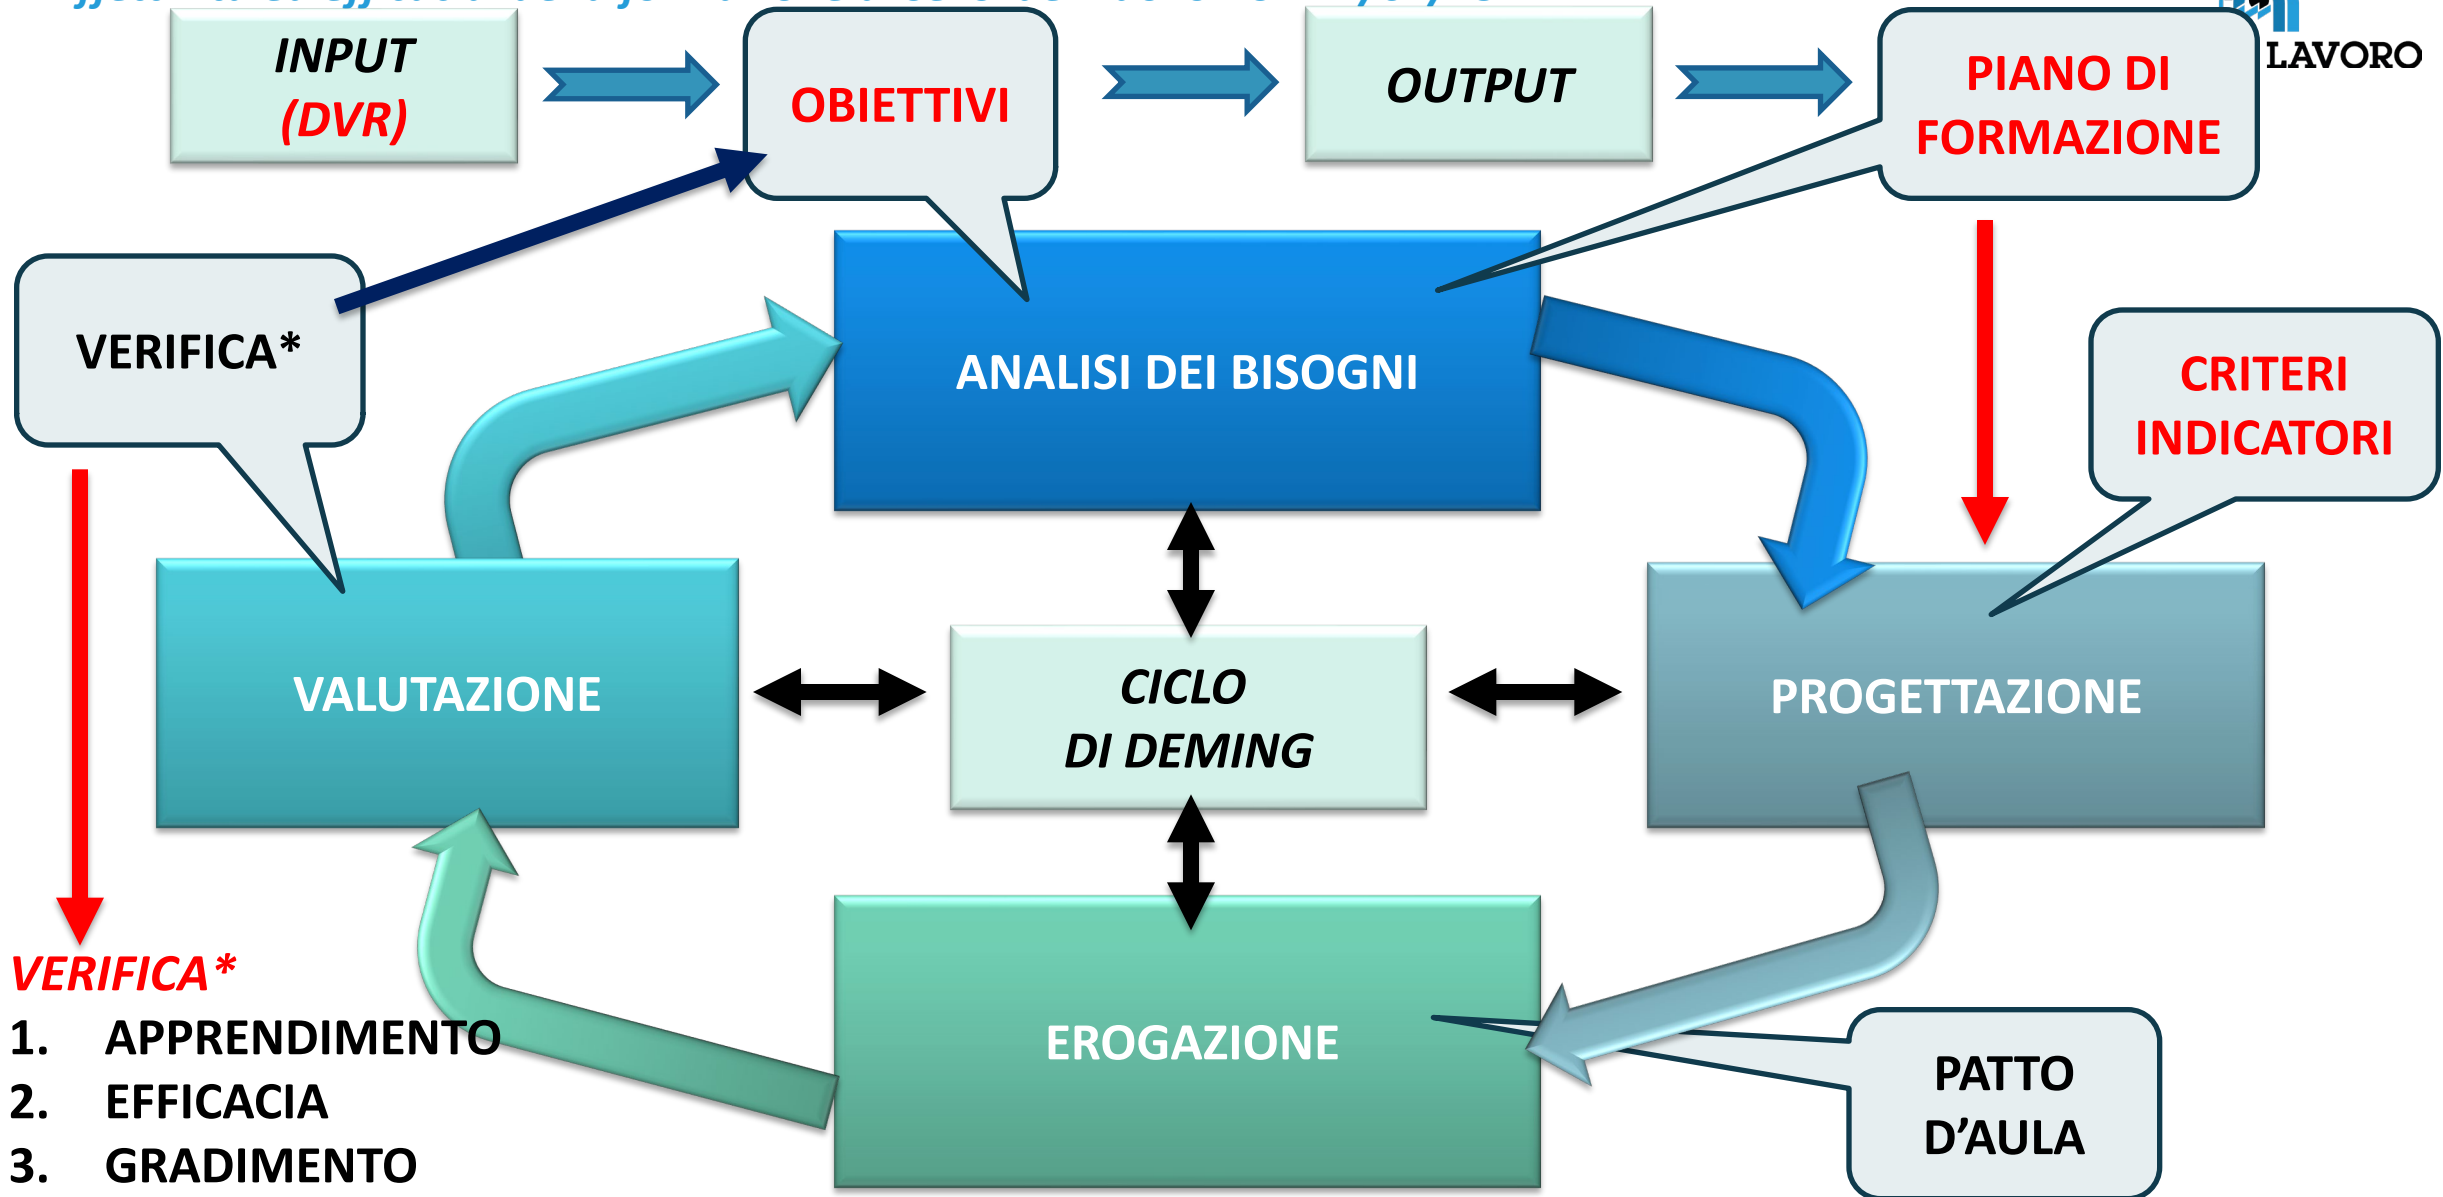 INPUT
(DVR)
OBIETTIVI
OUTPUT
PIANO DI
FORMAZIONE
LAVORO
VERIFICA*
ANALISI DEI BISOGNI
CRITERI
INDICATORI
VALUTAZIONE
CICLO
DI DEMING
PROGETTAZIONE
VERIFICA*
1. APPRENDIMENTO
2. EFFICACIA
3. GRADIMENTO
EROGAZIONE
PATTO
D’AULA